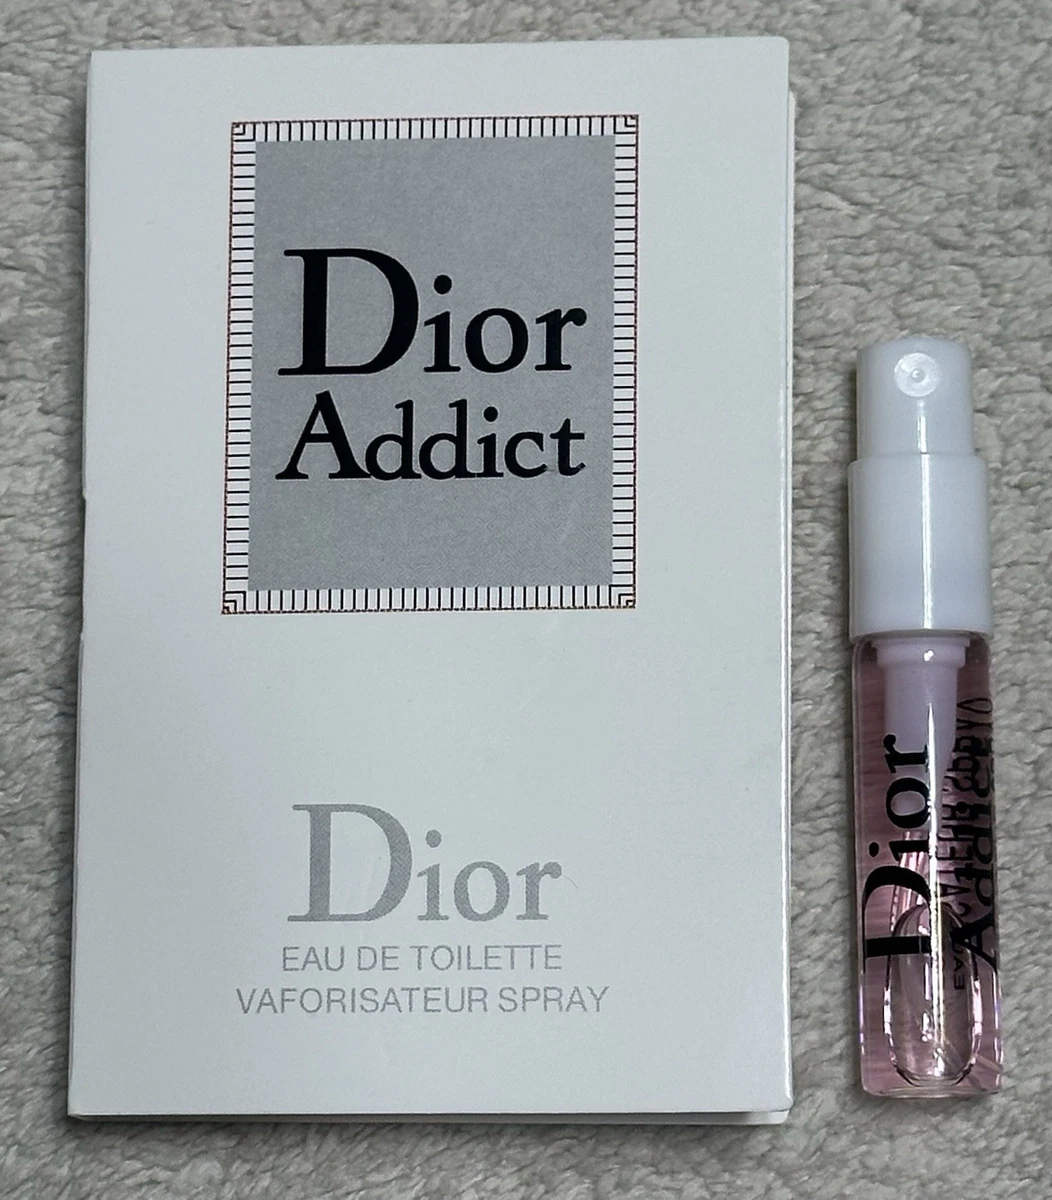 Dior
Addict
Dior
EAU DE TOILETTE
VAFORISATEUR SPRAY
Dior
Addict